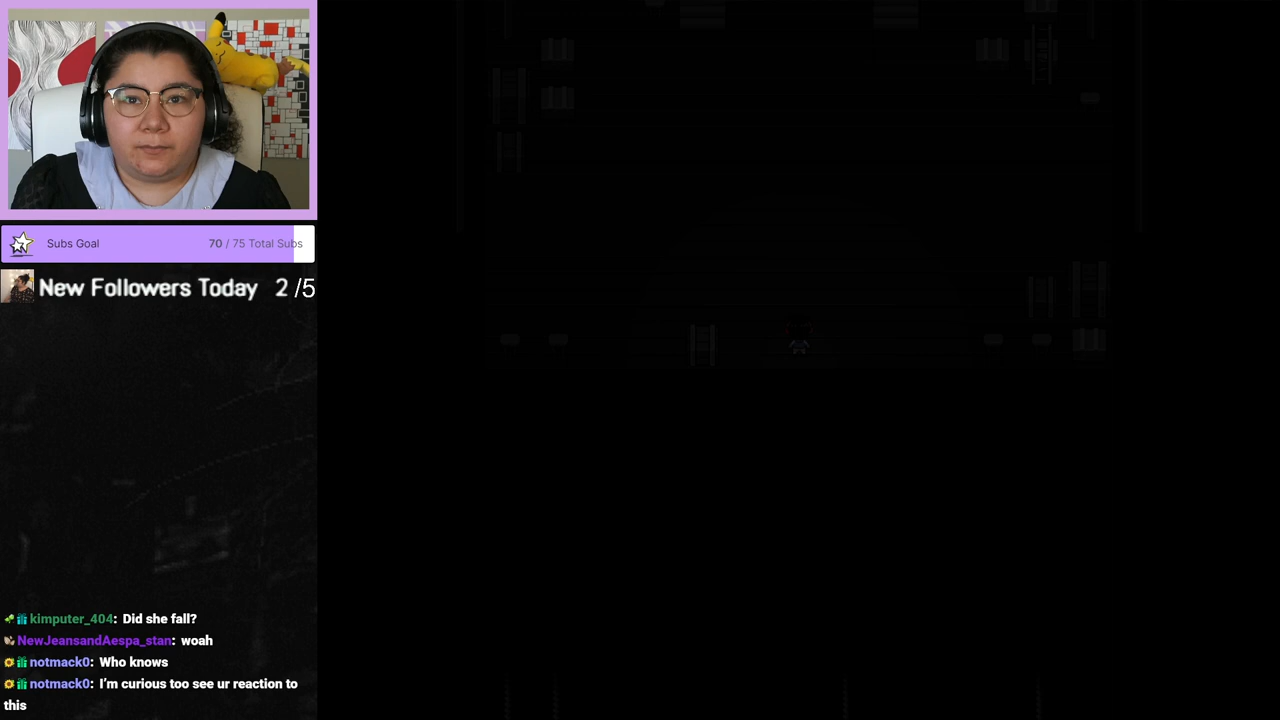 Subs Goal 70 / 75 Total Subs
New Followers Today 2 /5
kimputer_404: Did she fall?
NewJeansandAespa_stan: woah
notmack0: Who knows
notmack0: I'm curious too see ur reaction to
this